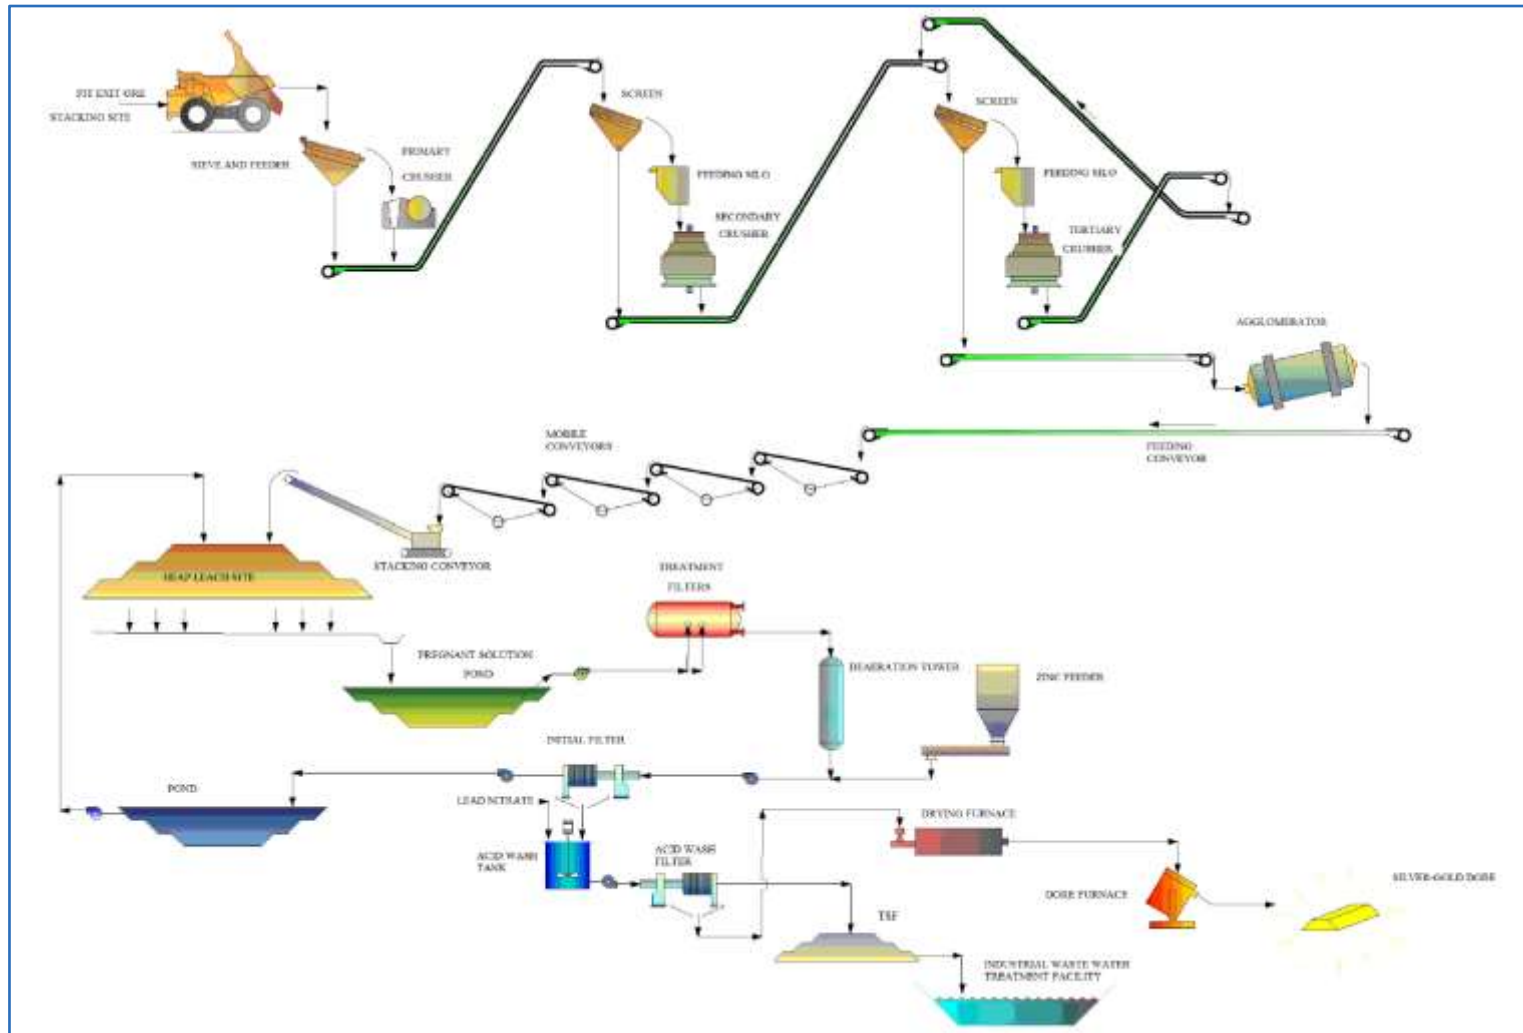 PIT EXIT ORE
STACKING SITE
SIEVE AND FEEDER
PRIMARY
CRUSHER
SCREEN
FEEDING SILO
SECONDARY
CRUSHER
SCREEN
FEEDING SILO
TERTIARY
CRUSHER
AGGLOMERATOR
FEEDING
CONVEYOR
MOBILE
CONVEYORS
STACKING CONVEYOR
HEAP LEACH SITE
TREATMENT
FILTERS
PREGNANT SOLUTION
POND
DEAERATION TOWER
ZINC FEEDER
INITIAL FILTER
POND
LEAD NITRATE
ACID WASH
TANK
ACID WASH
FILTER
DRYING FURNACE
DORE FURNACE
SILVER-GOLD DORE
TSF
INDUSTRIAL WASTE WATER
TREATMENT FACILITY